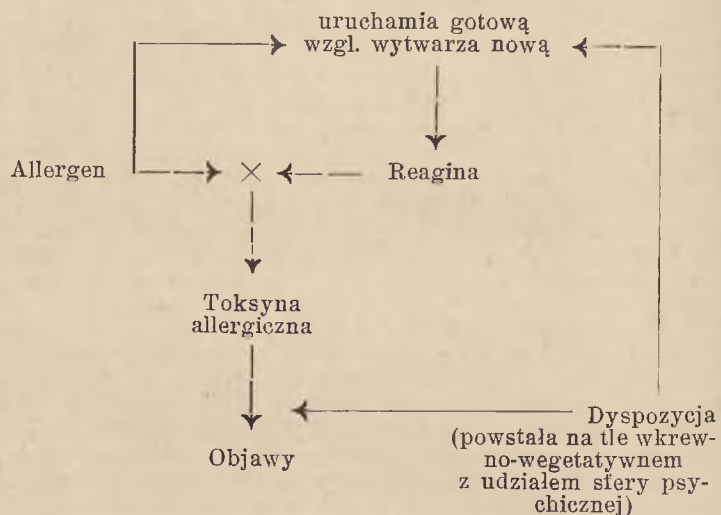 uruchamia gotową
wzgl. wytwarza nową
Allergen
×
Reagina
Toksyna
allergiczna
Objawy
Dyspozycja
(powstała na tle wkrew-
no-wegetatywnem
z udziałem sfery psy-
chicznej)